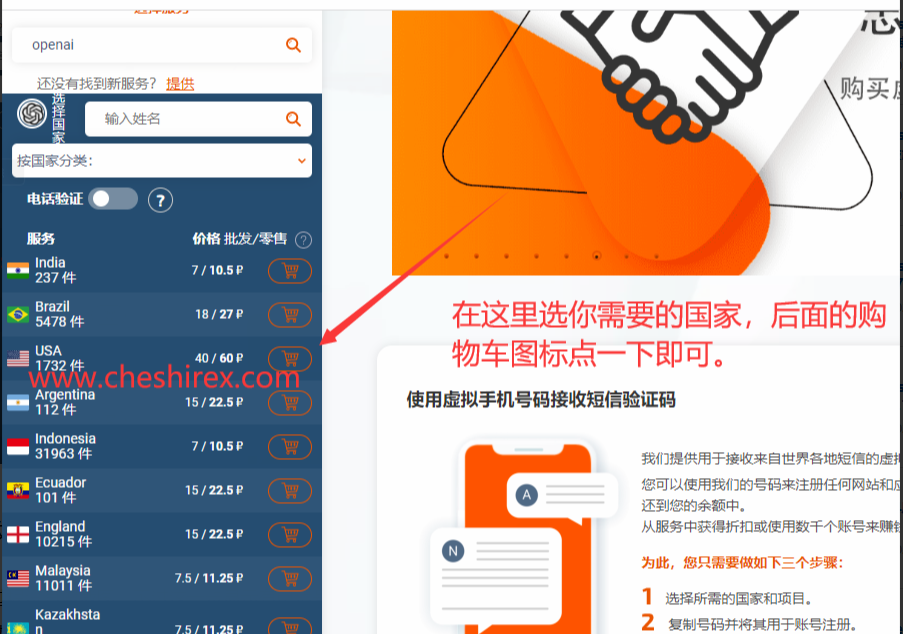 选择服务
openai
还没有找到新服务？ 提供
选择国家
输入姓名
按国家分类：
电话验证 ?
服务 价格 批发/零售 ?
India
237 件
7 / 10.5 ₽
Brazil
5478 件
18 / 27 ₽
USA
1732 件
40 / 60 ₽
www.cheshirex.com
Argentina
112 件
15 / 22.5 ₽
Indonesia
31963 件
7 / 10.5 ₽
Ecuador
101 件
15 / 22.5 ₽
England
10215 件
15 / 22.5 ₽
Malaysia
11011 件
7.5 / 11.25 ₽
Kazakhsta
n
7.5 / 11.25 ₽
购买虚
在这里选你需要的国家，后面的购
物车图标点一下即可。
使用虚拟手机号码接收短信验证码
A
N
我们提供用于接收来自世界各地短信的虚拟
您可以使用我们的号码来注册任何网站和应
还到您的余额中。
从服务中获得折扣或使用数千个账号来赚钱
为此，您只需要做如下三个步骤：
1 选择所需的国家和项目。
2 复制号码并将其用于账号注册。